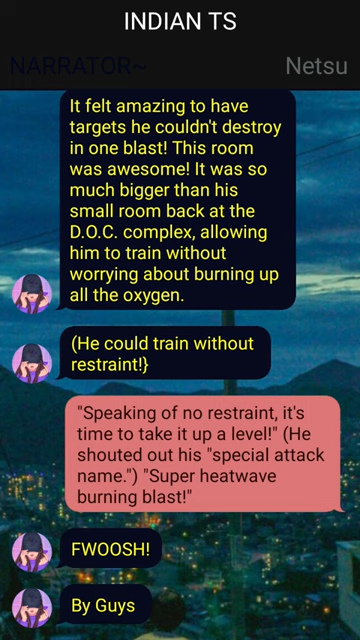 INDIAN TS
NARRATOR~ Netsu
It felt amazing to have
targets he couldn't destroy
in one blast! This room
was awesome! It was so
much bigger than his
small room back at the
D.O.C. complex, allowing
him to train without
worrying about burning up
all the oxygen.
(He could train without
restraint!}
"Speaking of no restraint, it's
time to take it up a level!" (He
shouted out his "special attack
name.") "Super heatwave
burning blast!"
FWOOSH!
By Guys